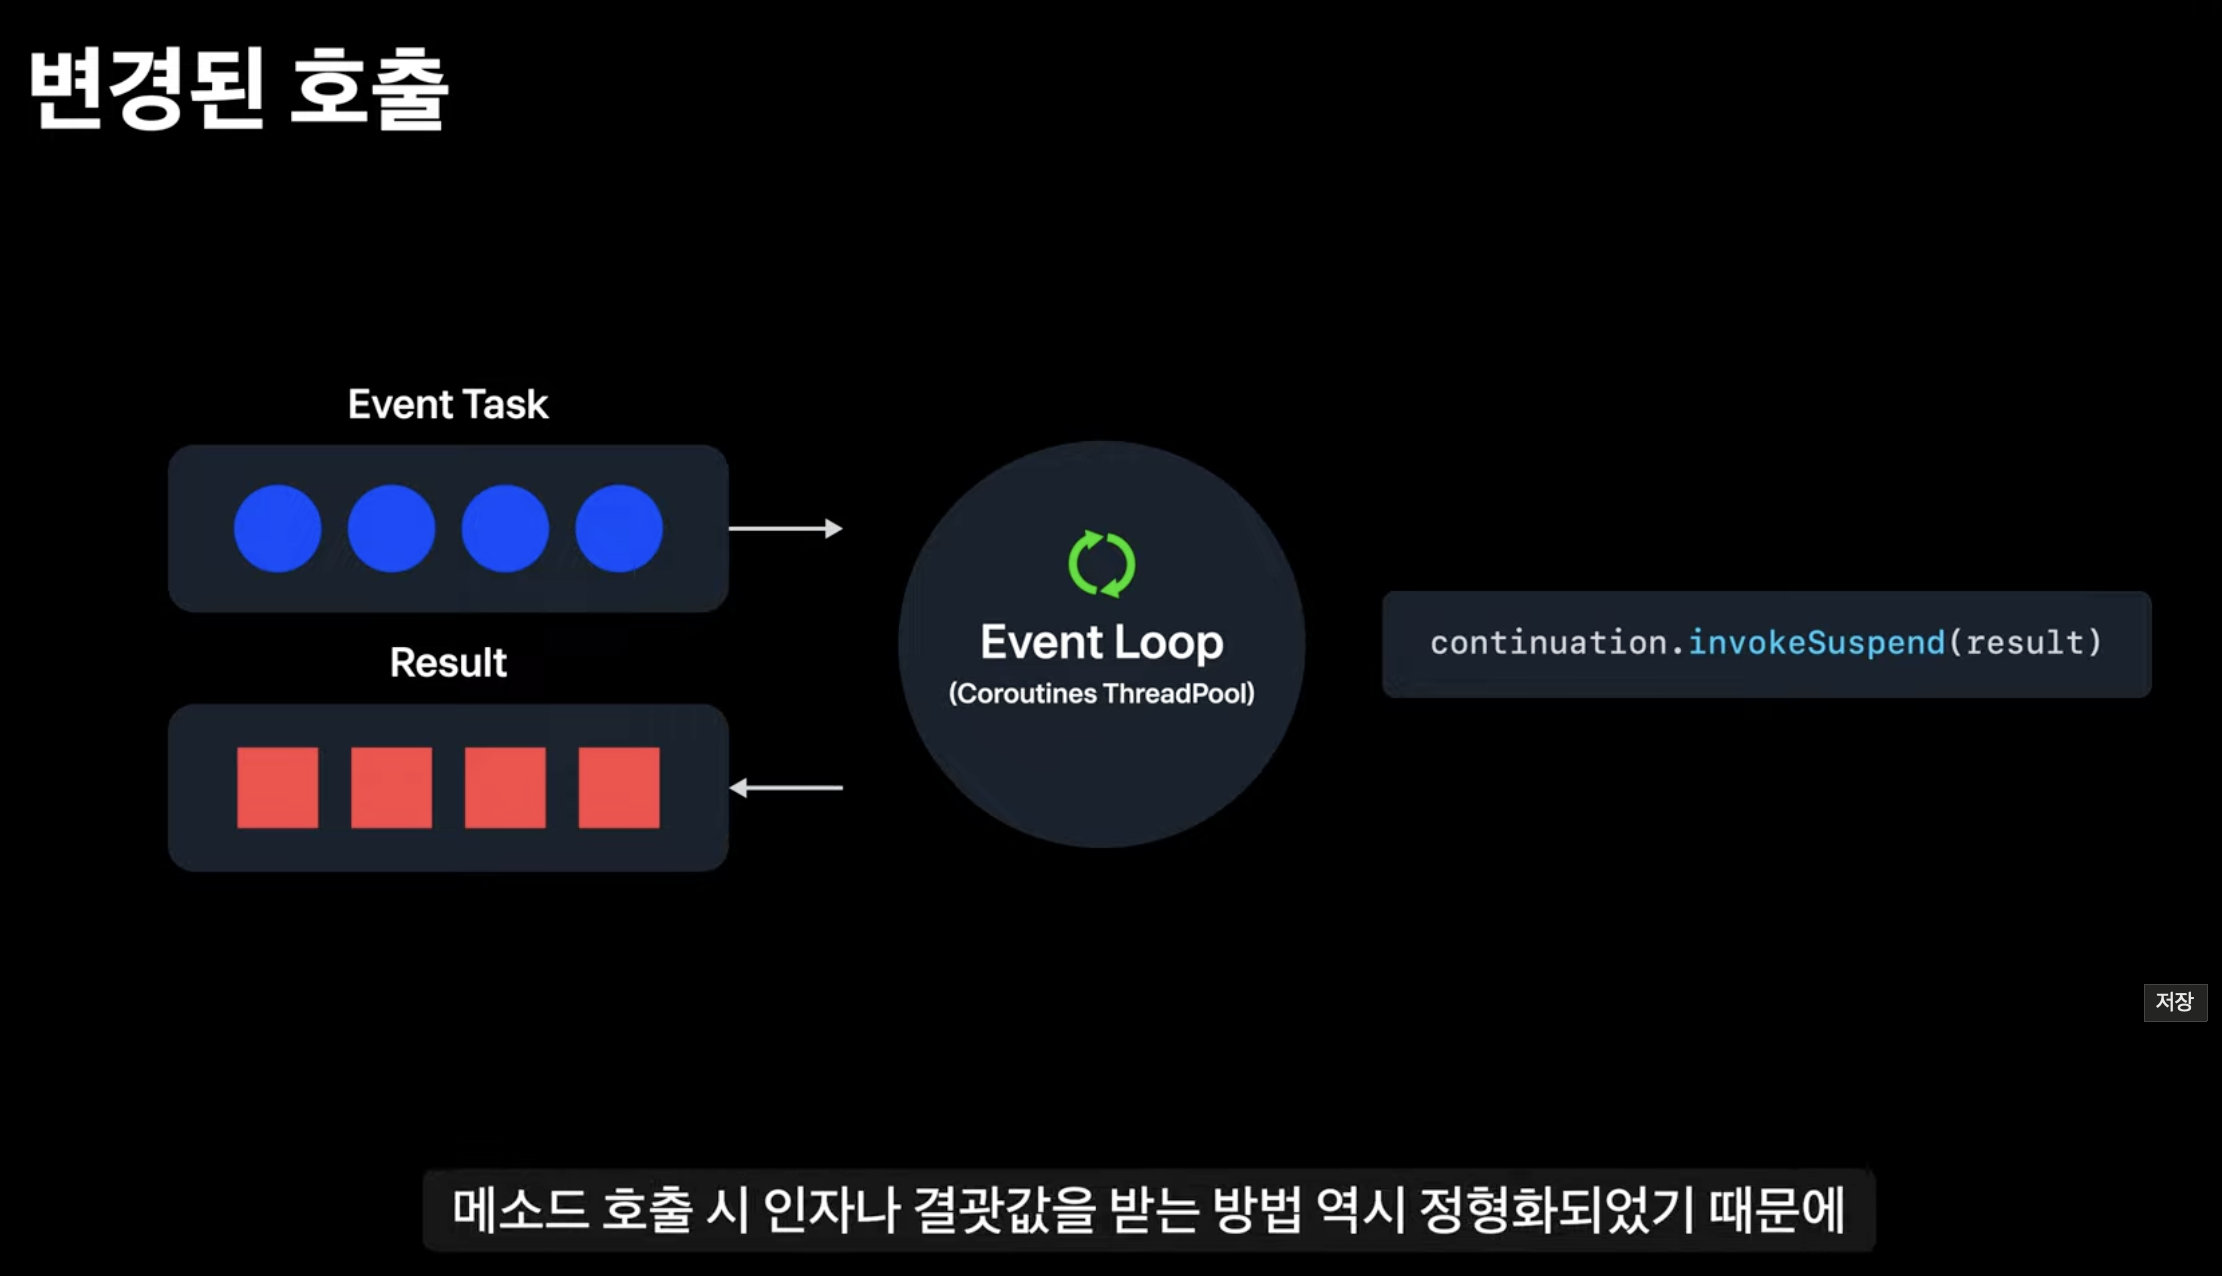 변경된 호출
Event Task
Result
Event Loop
(Coroutines ThreadPool)
continuation.invokeSuspend(result)
저장
메소드 호출 시 인자나 결괏값을 받는 방법 역시 정형화되었기 때문에